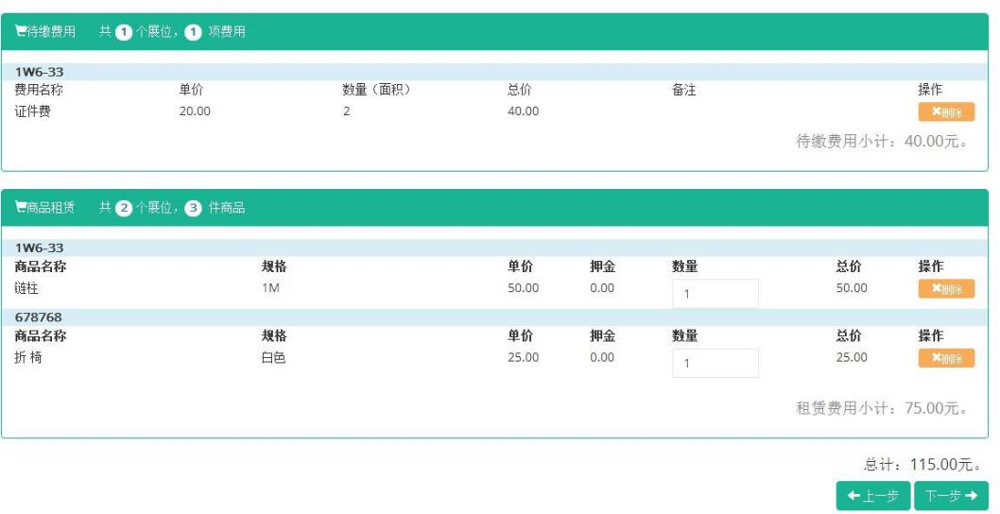 待缴费用 共 1 个展位，1 项费用
1W6-33
费用名称 单价 数量（面积） 总价 备注 操作
证件费 20.00 2 40.00 ✖删除
待缴费用小计：40.00元。
商品租赁 共 2 个展位，3 件商品
1W6-33
商品名称 规格 单价 押金 数量 总价 操作
链柱 1M 50.00 0.00 1 50.00 ✖删除
678768
商品名称 规格 单价 押金 数量 总价 操作
折 椅 白色 25.00 0.00 1 25.00 ✖删除
租赁费用小计：75.00元。
总计：115.00元。
←上一步 下一步→